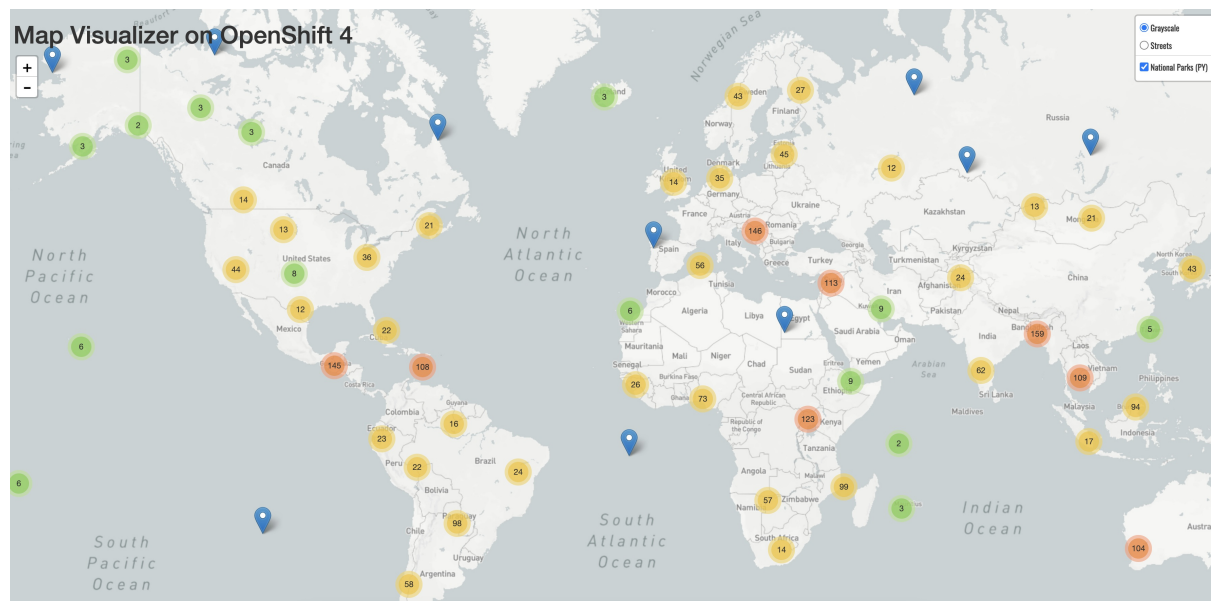 Map Visualizer on OpenShift 4
+
−
Grayscale
Streets
National Parks (PY)
Norwegian Sea
Russia
Norway
Finland
Canada
Denmark
Germany
Ukraine
Kazakhstan
France
Austria
Romania
Italy
Bulgaria
Spain
Greece
Turkey
Georgia
Kyrgyzstan
Turkmenistan
China
North Korea
United States
North
Pacific
Ocean
North
Atlantic
Ocean
Tunisia
Morocco
Algeria
Libya
Egypt
Iran
Pakistan
Nepal
Saudi Arabia
Oman
India
Laos
Vietnam
Mexico
Western
Sahara
Mauritania
Mali
Niger
Chad
Sudan
Eritrea
Yemen
Arabian
Sea
Senegal
Burkina Faso
Ghana
Central African
Republic
Philippines
Costa Rica
Sri Lanka
Maldives
Malaysia
Guyana
Colombia
Ecuador
Republic of
the Congo
Kenya
Tanzania
Indonesia
Peru
Brazil
Bolivia
Angola
Malawi
Zimbabwe
Namibia
South Africa
Chile
Uruguay
Argentina
South
Pacific
Ocean
South
Atlantic
Ocean
Indian
Ocean
3
3
2
3
3
14
13
21
36
44
8
12
22
145
108
6
6
16
23
22
24
98
58
3
43
27
45
35
14
12
146
56
113
13
21
43
24
9
6
159
5
62
109
94
17
26
73
9
123
2
99
57
3
14
104